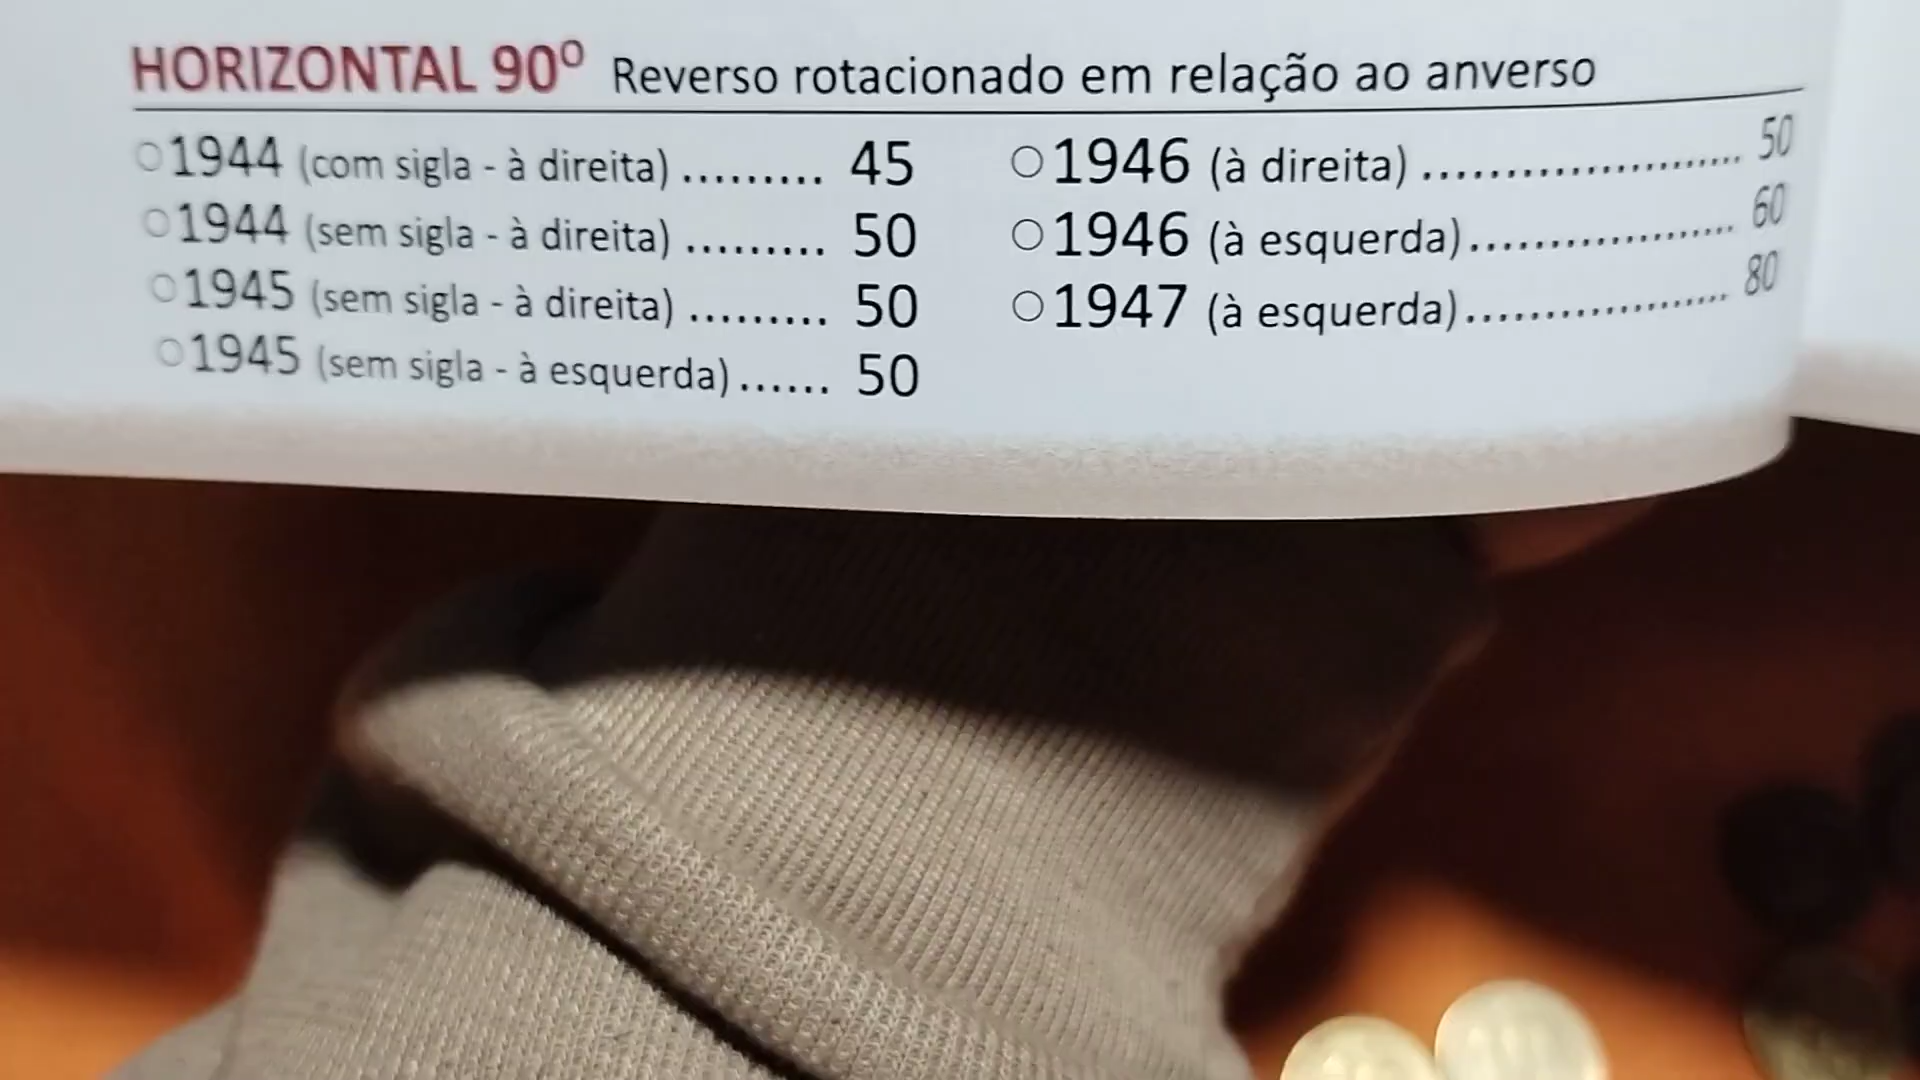 HORIZONTAL 90º Reverso rotacionado em relação ao anverso
○1944 (com sigla - à direita) ......... 45
○1944 (sem sigla - à direita) ......... 50
○1945 (sem sigla - à direita) ......... 50
○1945 (sem sigla - à esquerda) ...... 50
○1946 (à direita) ....................... 50
○1946 (à esquerda) ................... 60
○1947 (à esquerda) ................... 80